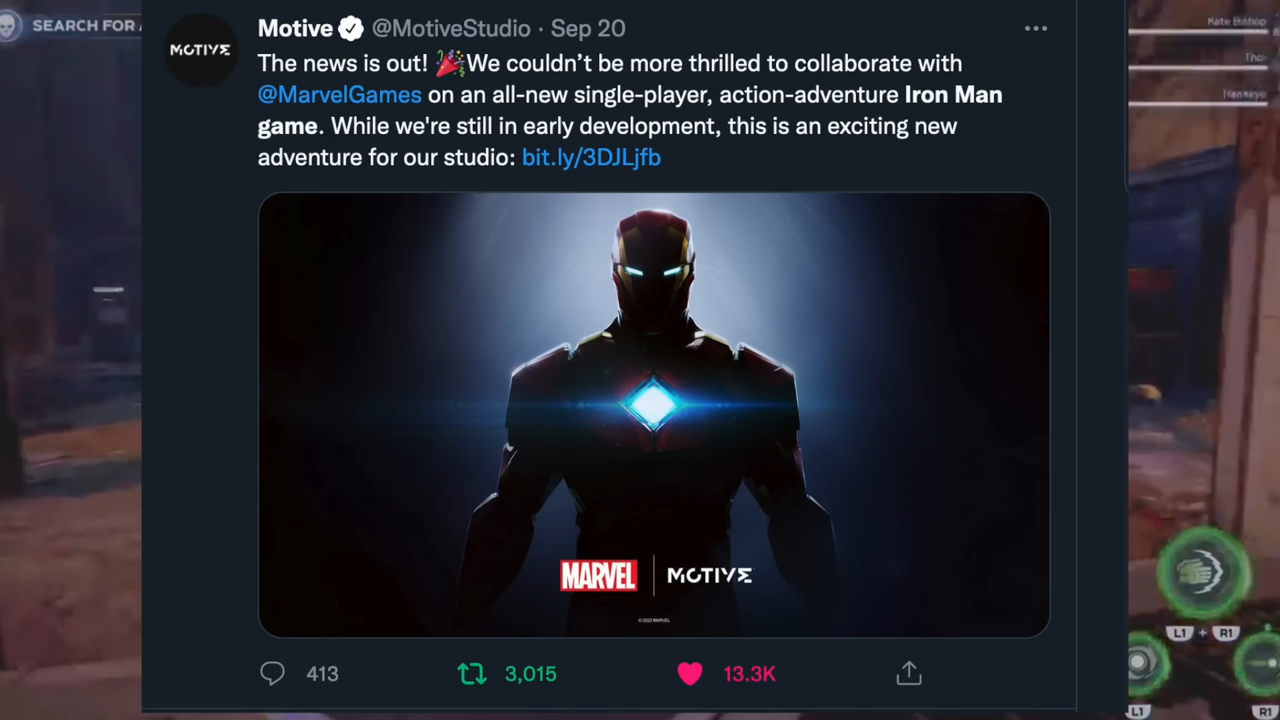 SEARCH FOR
MOTIVE
Motive @MotiveStudio · Sep 20
The news is out! 🎉We couldn't be more thrilled to collaborate with
@MarvelGames on an all-new single-player, action-adventure Iron Man
game. While we're still in early development, this is an exciting new
adventure for our studio: bit.ly/3DJLjfb
MARVEL | MOTIVE
© 2022 MARVEL
413 3,015 13.3K
Kate Bishop
Hawkeye
L1 + R1
L1 R1